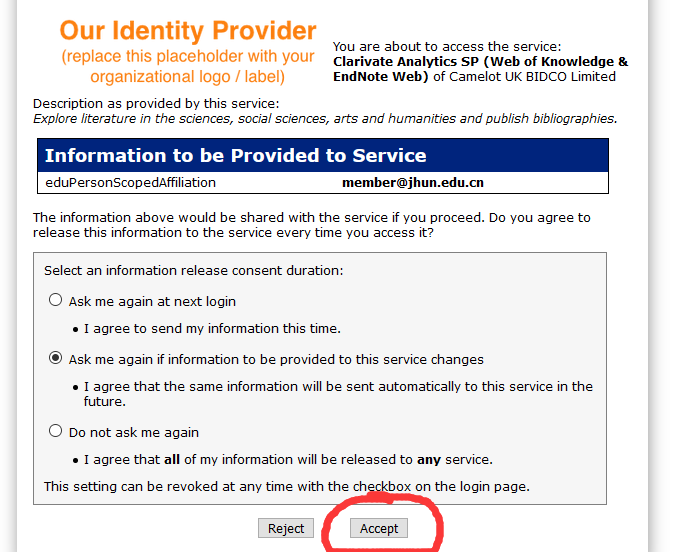 Our Identity Provider
(replace this placeholder with your
organizational logo / label)
You are about to access the service:
Clarivate Analytics SP (Web of Knowledge &
EndNote Web) of Camelot UK BIDCO Limited
Description as provided by this service:
Explore literature in the sciences, social sciences, arts and humanities and publish bibliographies.
Information to be Provided to Service
eduPersonScopedAffiliation member@jhun.edu.cn
The information above would be shared with the service if you proceed. Do you agree to
release this information to the service every time you access it?
Select an information release consent duration:
Ask me again at next login
• I agree to send my information this time.
Ask me again if information to be provided to this service changes
• I agree that the same information will be sent automatically to this service in the
future.
Do not ask me again
• I agree that all of my information will be released to any service.
This setting can be revoked at any time with the checkbox on the login page.
Reject Accept